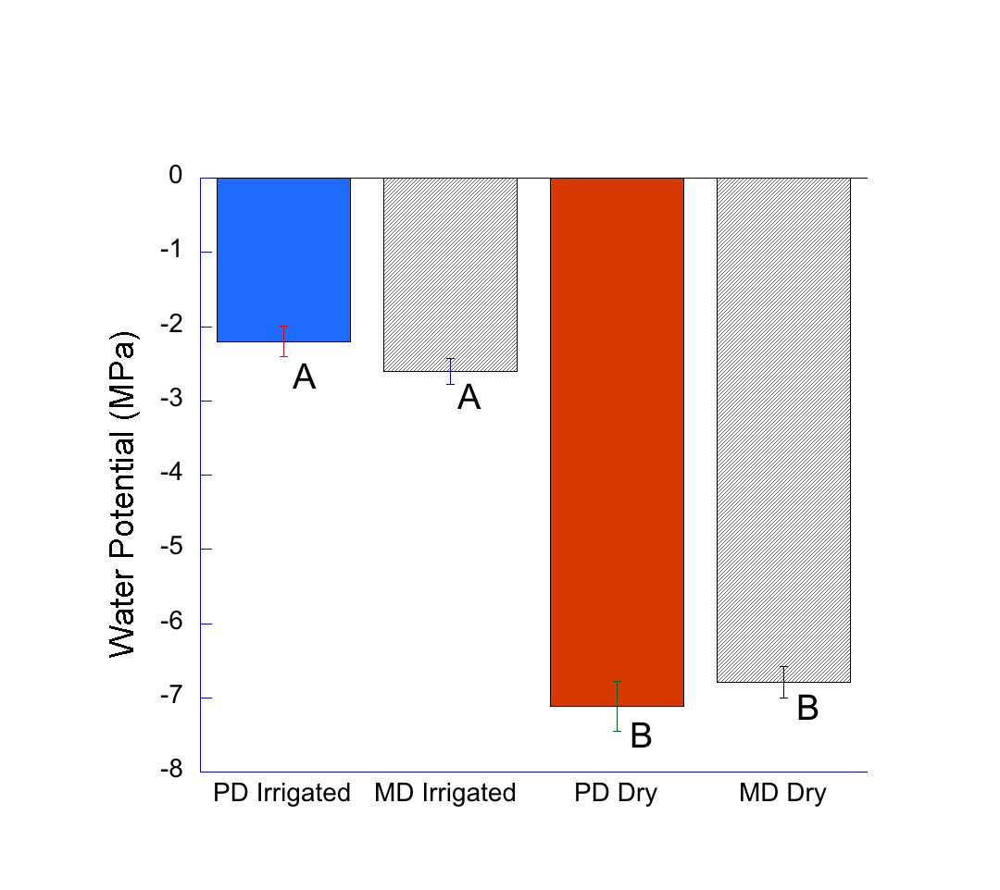 0
-1
-2
-3
-4
-5
-6
-7
-8
Water Potential (MPa)
A
A
B
B
PD Irrigated
MD Irrigated
PD Dry
MD Dry